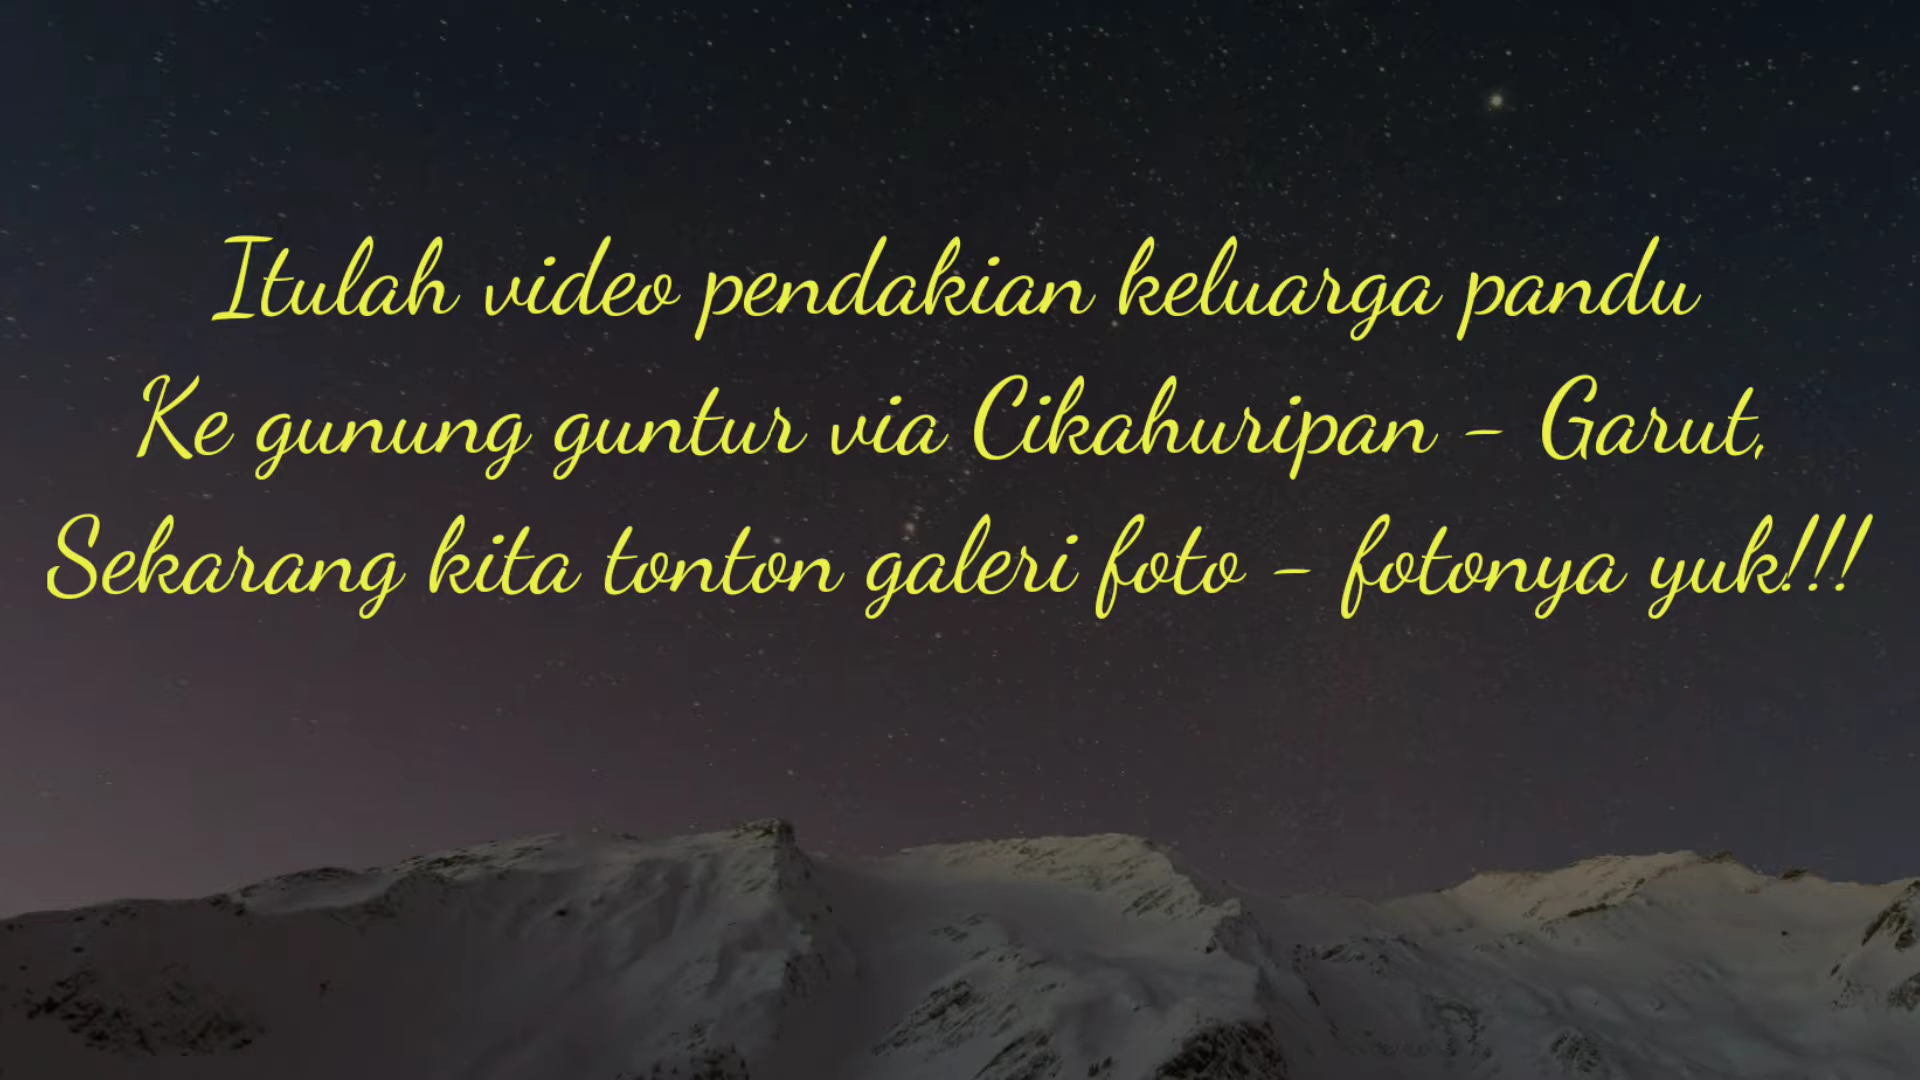 Itulah video pendakian keluarga pandu
Ke gunung guntur via Cikahuripan - Garut,
Sekarang kita tonton galeri foto - fotonya yuk!!!